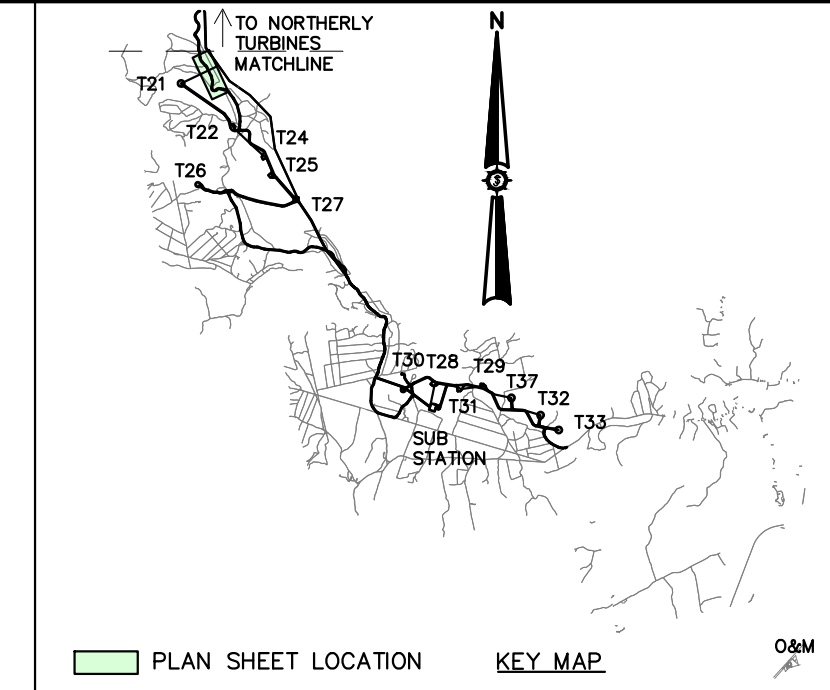 TO NORTHERLY
TURBINES
MATCHLINE
N
T21
T22
T24
T25
T26
T27
T30
T28
T29
T37
T31
T32
T33
SUB
STATION
PLAN SHEET LOCATION
KEY MAP
O&M